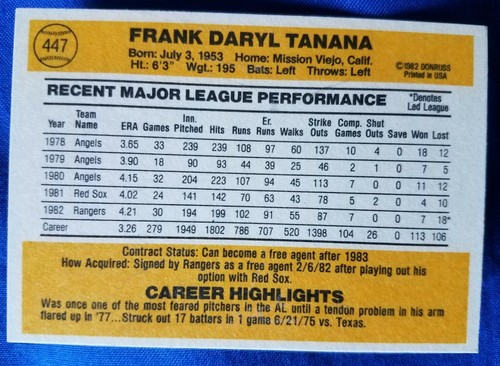 447
FRANK DARYL TANANA
Born: July 3, 1953 Home: Mission Viejo, Calif.
Ht.: 6'3" Wgt.: 195 Bats: Left Throws: Left
©1982 DONRUSS
Printed in USA
RECENT MAJOR LEAGUE PERFORMANCE
*Denotes
Led League
Year Team Name ERA Games Inn. Pitched Hits Runs Er. Runs Walks Strike Outs Comp. Games Shut Outs Save Won Lost
1978 Angels 3.65 33 239 239 108 97 60 137 10 4 0 18 12
1979 Angels 3.90 18 90 93 44 39 25 46 2 1 0 7 5
1980 Angels 4.15 32 204 223 107 94 45 113 7 0 0 11 12
1981 Red Sox 4.02 24 141 142 70 63 43 78 5 2 0 4 10
1982 Rangers 4.21 30 194 199 102 91 55 87 7 0 0 7 18*
Career 3.26 279 1949 1802 786 707 520 1398 104 26 0 113 106
Contract Status: Can become a free agent after 1983
How Acquired: Signed by Rangers as a free agent 2/6/82 after playing out his
option with Red Sox.
CAREER HIGHLIGHTS
Was once one of the most feared pitchers in the AL until a tendon problem in his arm
flared up in '77...Struck out 17 batters in 1 game 6/21/75 vs. Texas.